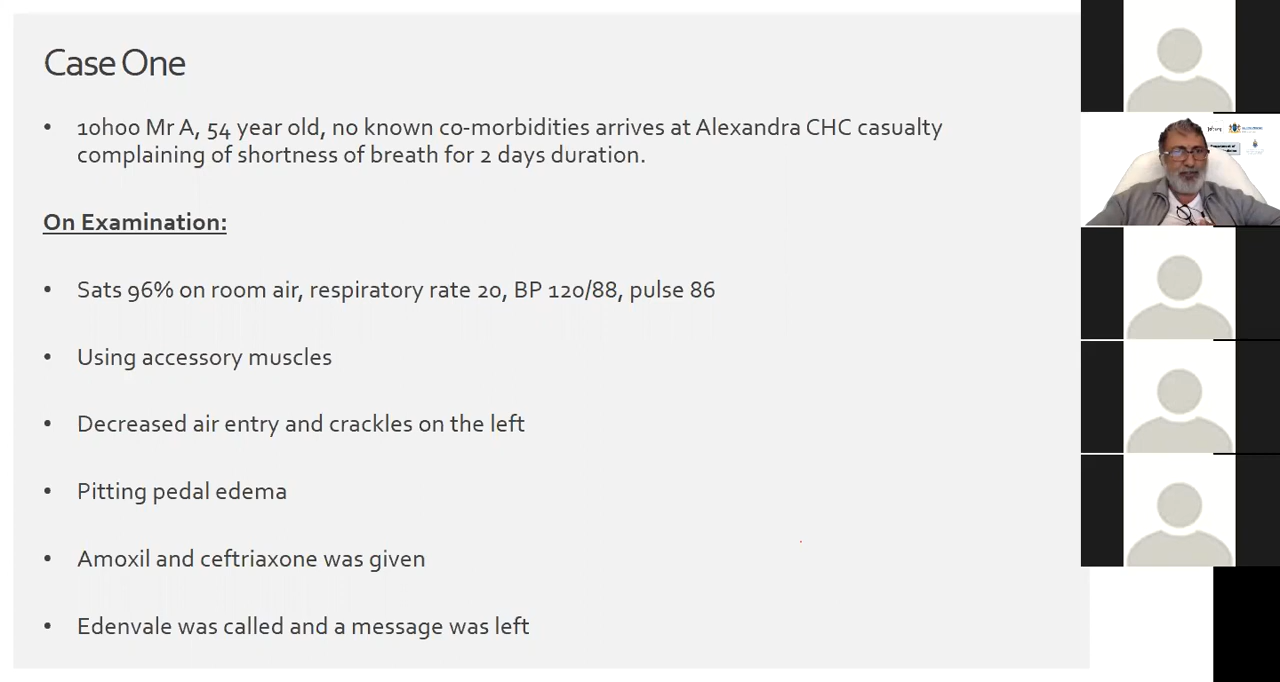 Case One
• 10h00 Mr A, 54 year old, no known co-morbidities arrives at Alexandra CHC casualty
complaining of shortness of breath for 2 days duration.
On Examination:
• Sats 96% on room air, respiratory rate 20, BP 120/88, pulse 86
• Using accessory muscles
• Decreased air entry and crackles on the left
• Pitting pedal edema
• Amoxil and ceftriaxone was given
• Edenvale was called and a message was left